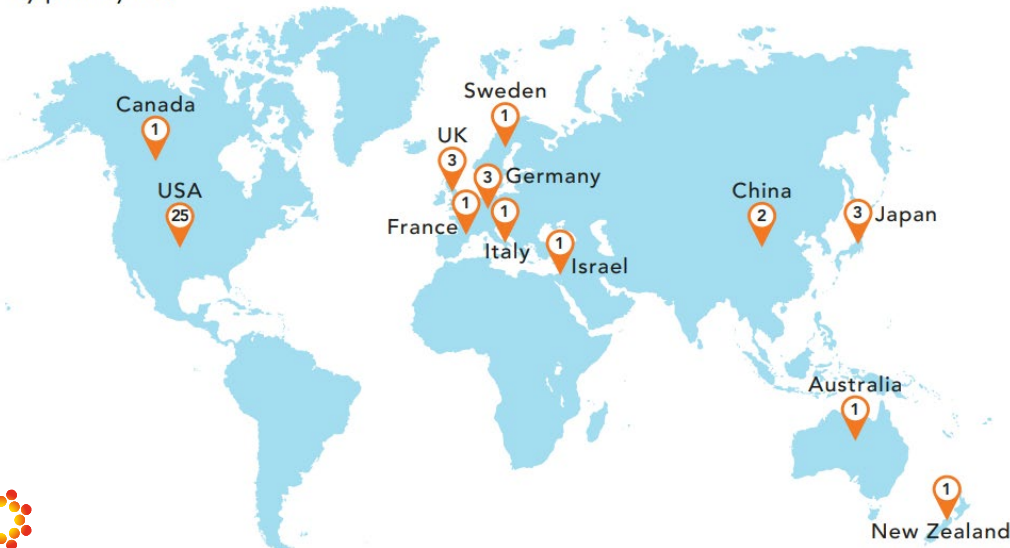 Canada
1
USA
25
Sweden
1
UK
3
3 Germany
France
1
1
Italy
1
Israel
China
2
3 Japan
Australia
1
1
New Zealand